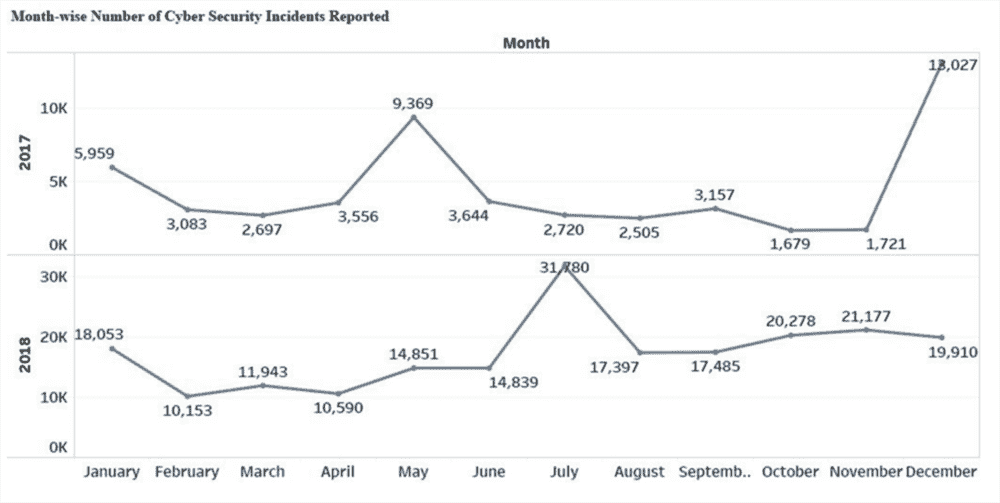 Month-wise Number of Cyber Security Incidents Reported
Month
2017
10K
5K
0K
5,959
3,083
2,697
3,556
9,369
3,644
2,720
2,505
3,157
1,679
1,721
13,027
2018
30K
20K
10K
0K
18,053
10,153
11,943
10,590
14,851
14,839
31,780
17,397
17,485
20,278
21,177
19,910
January February March April May June July August Septemb.. October November December